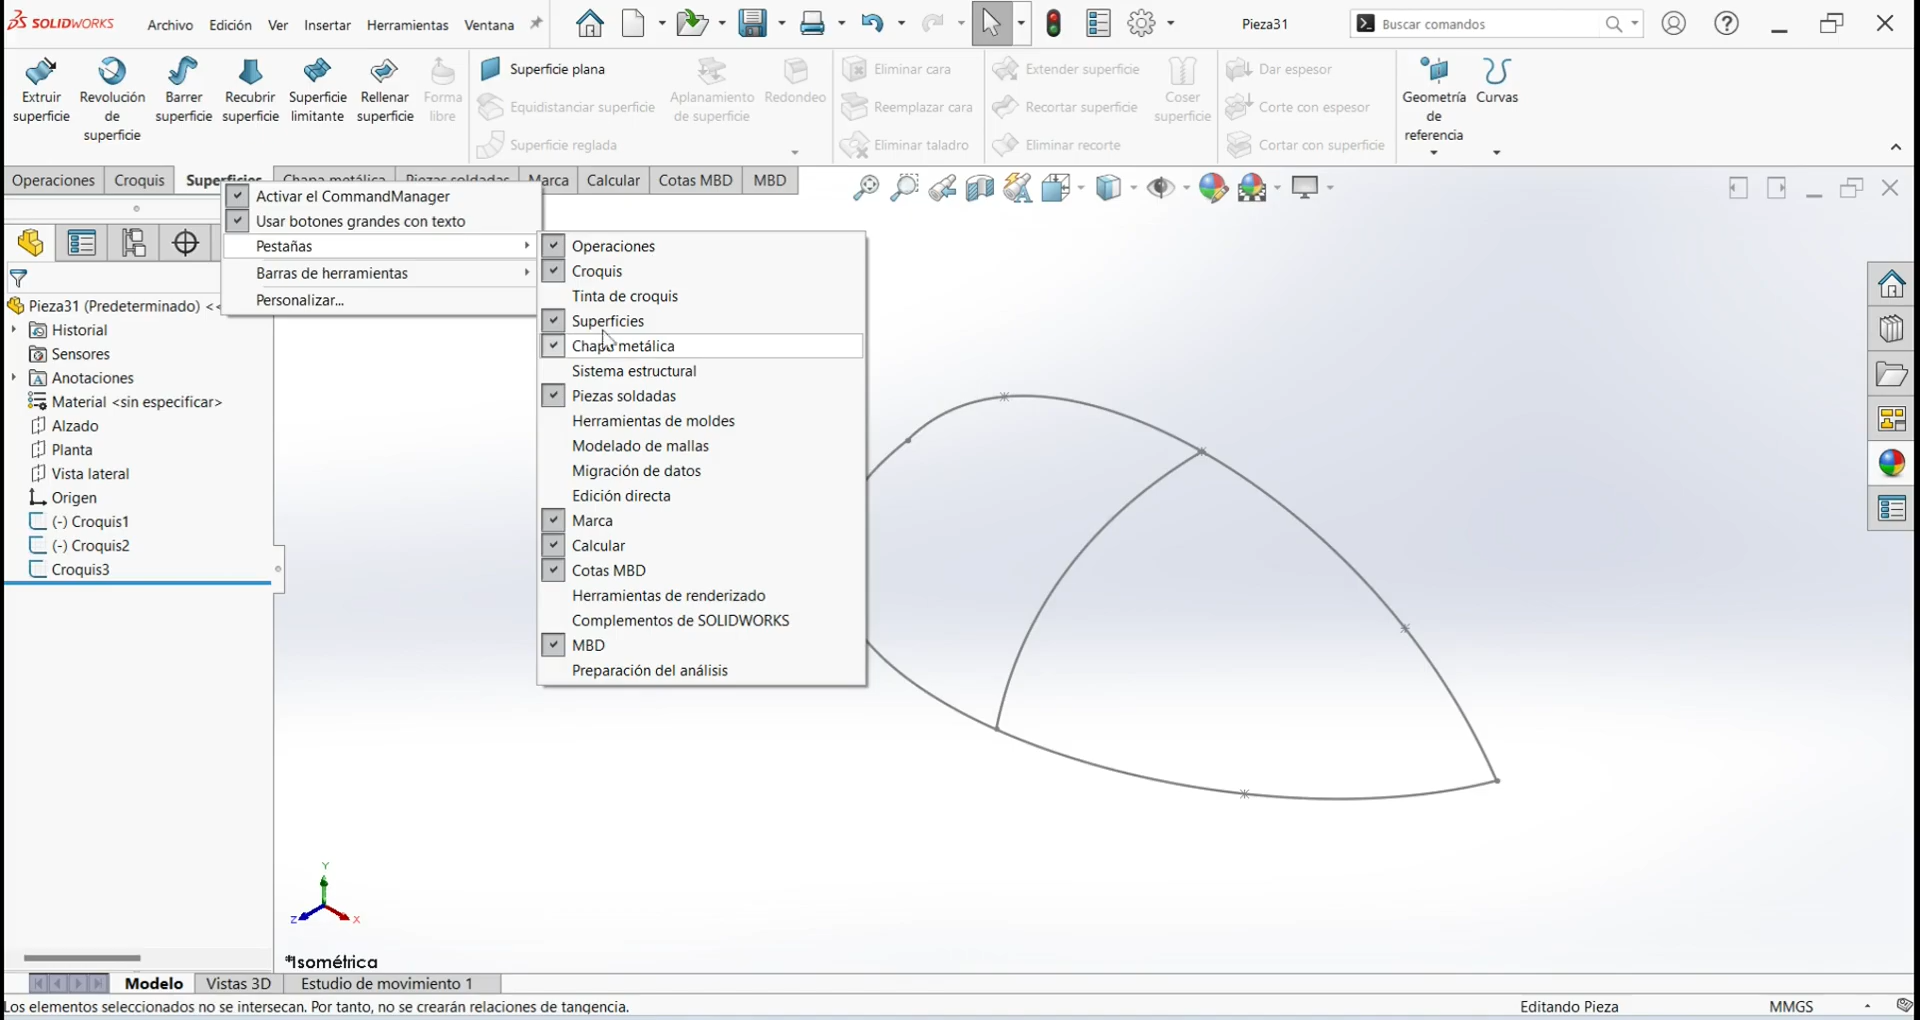 SOLIDWORKS Archivo Edición Ver Insertar Herramientas Ventana Pieza31 Buscar comandos
Extruir superficie
Revolución de superficie
Barrer superficie
Recubrir superficie
Superficie limitante
Rellenar superficie
Forma libre
Superficie plana
Equidistanciar superficie
Superficie reglada
Aplanamiento de superficie
Redondeo
Eliminar cara
Reemplazar cara
Eliminar taladro
Extender superficie
Recortar superficie
Eliminar recorte
Coser superficie
Dar espesor
Corte con espesor
Cortar con superficie
Geometría de referencia
Curvas
Operaciones Croquis Superficies Chapa metálica Piezas soldadas Marca Calcular Cotas MBD MBD
Activar el CommandManager
Usar botones grandes con texto
Pestañas
Barras de herramientas
Personalizar...
Operaciones
Croquis
Tinta de croquis
Superficies
Chapa metálica
Sistema estructural
Piezas soldadas
Herramientas de moldes
Modelado de mallas
Migración de datos
Edición directa
Marca
Calcular
Cotas MBD
Herramientas de renderizado
Complementos de SOLIDWORKS
MBD
Preparación del análisis
Pieza31 (Predeterminado) <<
Historial
Sensores
Anotaciones
Material <sin especificar>
Alzado
Planta
Vista lateral
Origen
(-) Croquis1
(-) Croquis2
Croquis3
Y
Z X
*Isométrica
Modelo Vistas 3D Estudio de movimiento 1
Los elementos seleccionados no se intersecan. Por tanto, no se crearán relaciones de tangencia. Editando Pieza MMGS